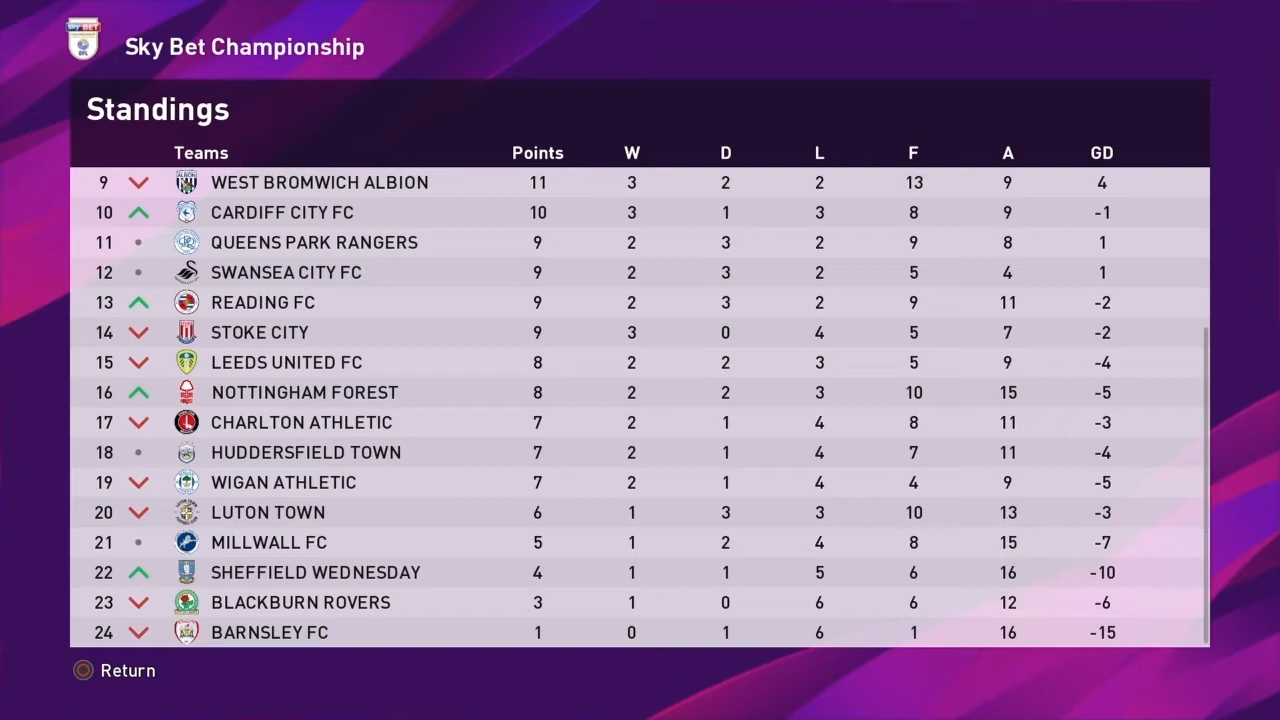 Sky Bet Championship
Standings
Teams Points W D L F A GD
9 WEST BROMWICH ALBION 11 3 2 2 13 9 4
10 CARDIFF CITY FC 10 3 1 3 8 9 -1
11 QUEENS PARK RANGERS 9 2 3 2 9 8 1
12 SWANSEA CITY FC 9 2 3 2 5 4 1
13 READING FC 9 2 3 2 9 11 -2
14 STOKE CITY 9 3 0 4 5 7 -2
15 LEEDS UNITED FC 8 2 2 3 5 9 -4
16 NOTTINGHAM FOREST 8 2 2 3 10 15 -5
17 CHARLTON ATHLETIC 7 2 1 4 8 11 -3
18 HUDDERSFIELD TOWN 7 2 1 4 7 11 -4
19 WIGAN ATHLETIC 7 2 1 4 4 9 -5
20 LUTON TOWN 6 1 3 3 10 13 -3
21 MILLWALL FC 5 1 2 4 8 15 -7
22 SHEFFIELD WEDNESDAY 4 1 1 5 6 16 -10
23 BLACKBURN ROVERS 3 1 0 6 6 12 -6
24 BARNSLEY FC 1 0 1 6 1 16 -15
Return